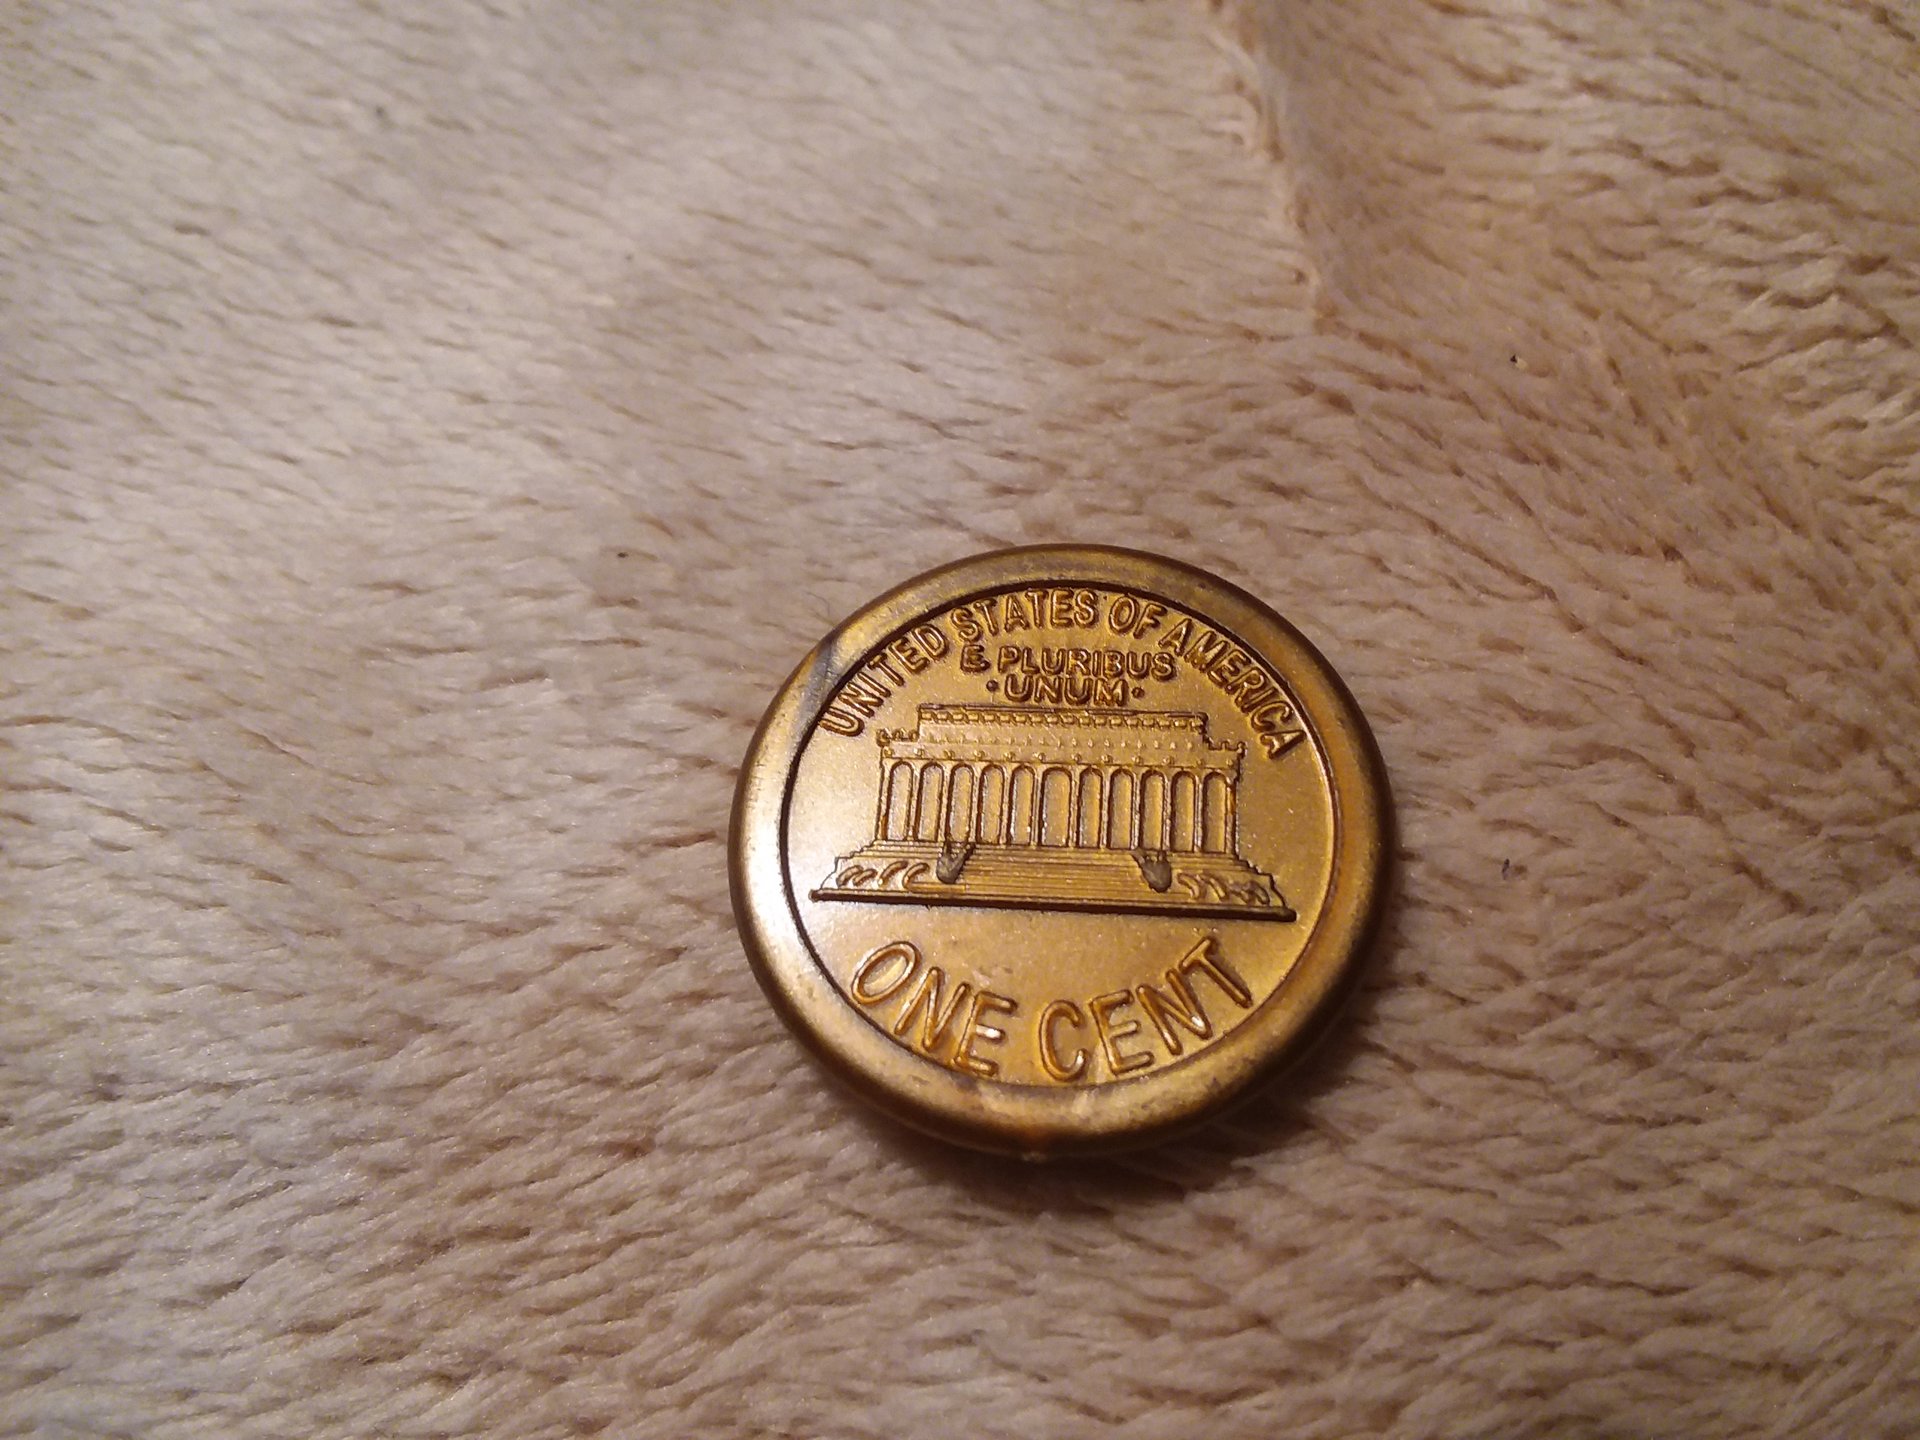 UNITED STATES OF AMERICA
E PLURIBUS
·UNUM·
ONE CENT